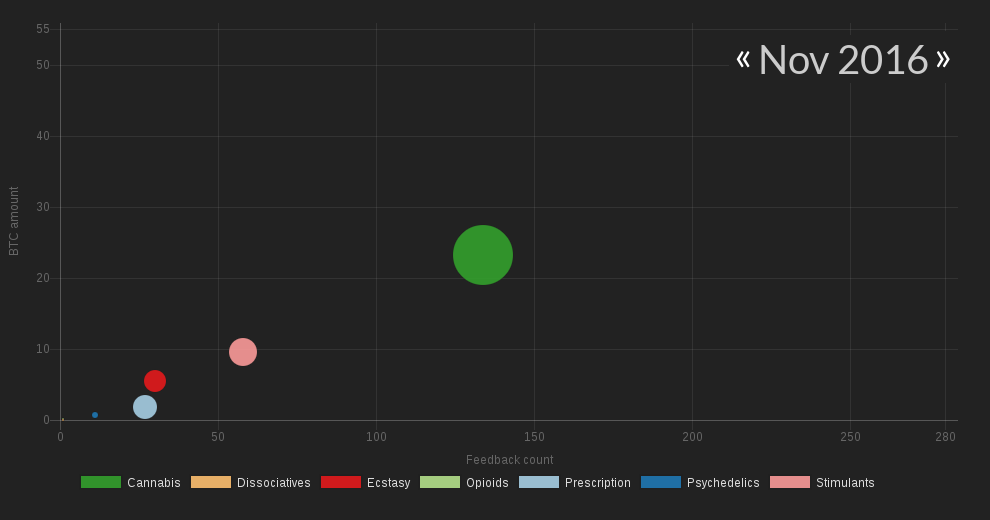 55
« Nov 2016 »
50
40
30
BTC amount
20
10
0
0 50 100 150 200 250 280
Feedback count
Cannabis Dissociatives Ecstasy Opioids Prescription Psychedelics Stimulants